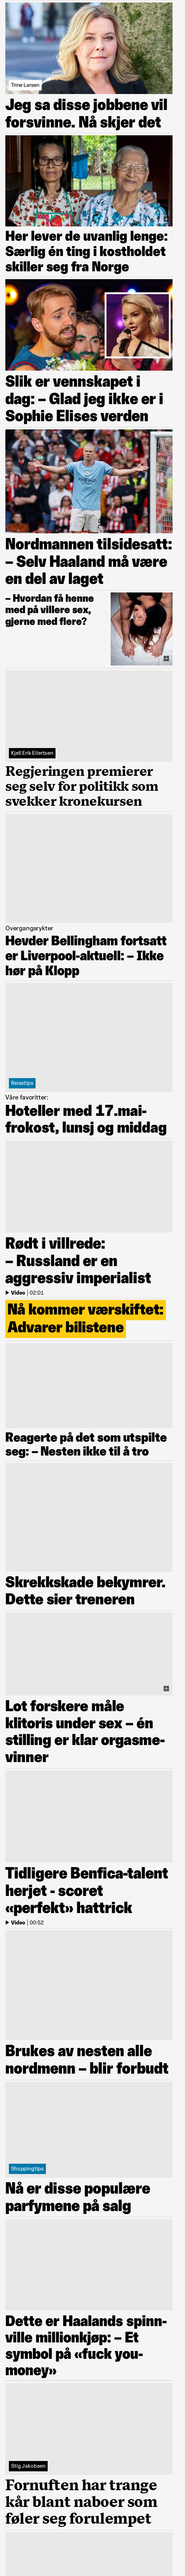 Trine Larsen
Jeg sa disse jobbene vil
forsvinne. Nå skjer det
Her lever de uvanlig lenge:
Særlig én ting i kostholdet
skiller seg fra Norge
Slik er vennskapet i
dag: – Glad jeg ikke er i
Sophie Elises verden
Nordmannen tilsidesatt:
– Selv Haaland må være
en del av laget
– Hvordan få henne
med på villere sex,
gjerne med flere?
Kjell Erik Eilertsen
Regjeringen premierer
seg selv for politikk som
svekker kronekursen
Overgangsrykter
Hevder Bellingham fortsatt
er Liverpool-aktuell: – Ikke
hør på Klopp
Reisetips
Våre favoritter:
Hoteller med 17.mai-
frokost, lunsj og middag
Rødt i villrede:
– Russland er en
aggressiv imperialist
Video | 02:01
Nå kommer værskiftet:
Advarer bilistene
Reagerte på det som utspilte
seg: – Nesten ikke til å tro
Skrekkskade bekymrer.
Dette sier treneren
Lot forskere måle
klitoris under sex – én
stilling er klar orgasme-
vinner
Tidligere Benfica-talent
herjet - scoret
«perfekt» hattrick
Video | 00:52
Brukes av nesten alle
nordmenn – blir forbudt
Shoppingtips
Nå er disse populære
parfymene på salg
Dette er Haalands spinn-
ville millionkjøp: – Et
symbol på «fuck you-
money»
Stig Jakobsen
Fornuften har trange
kår blant naboer som
føler seg forulempet